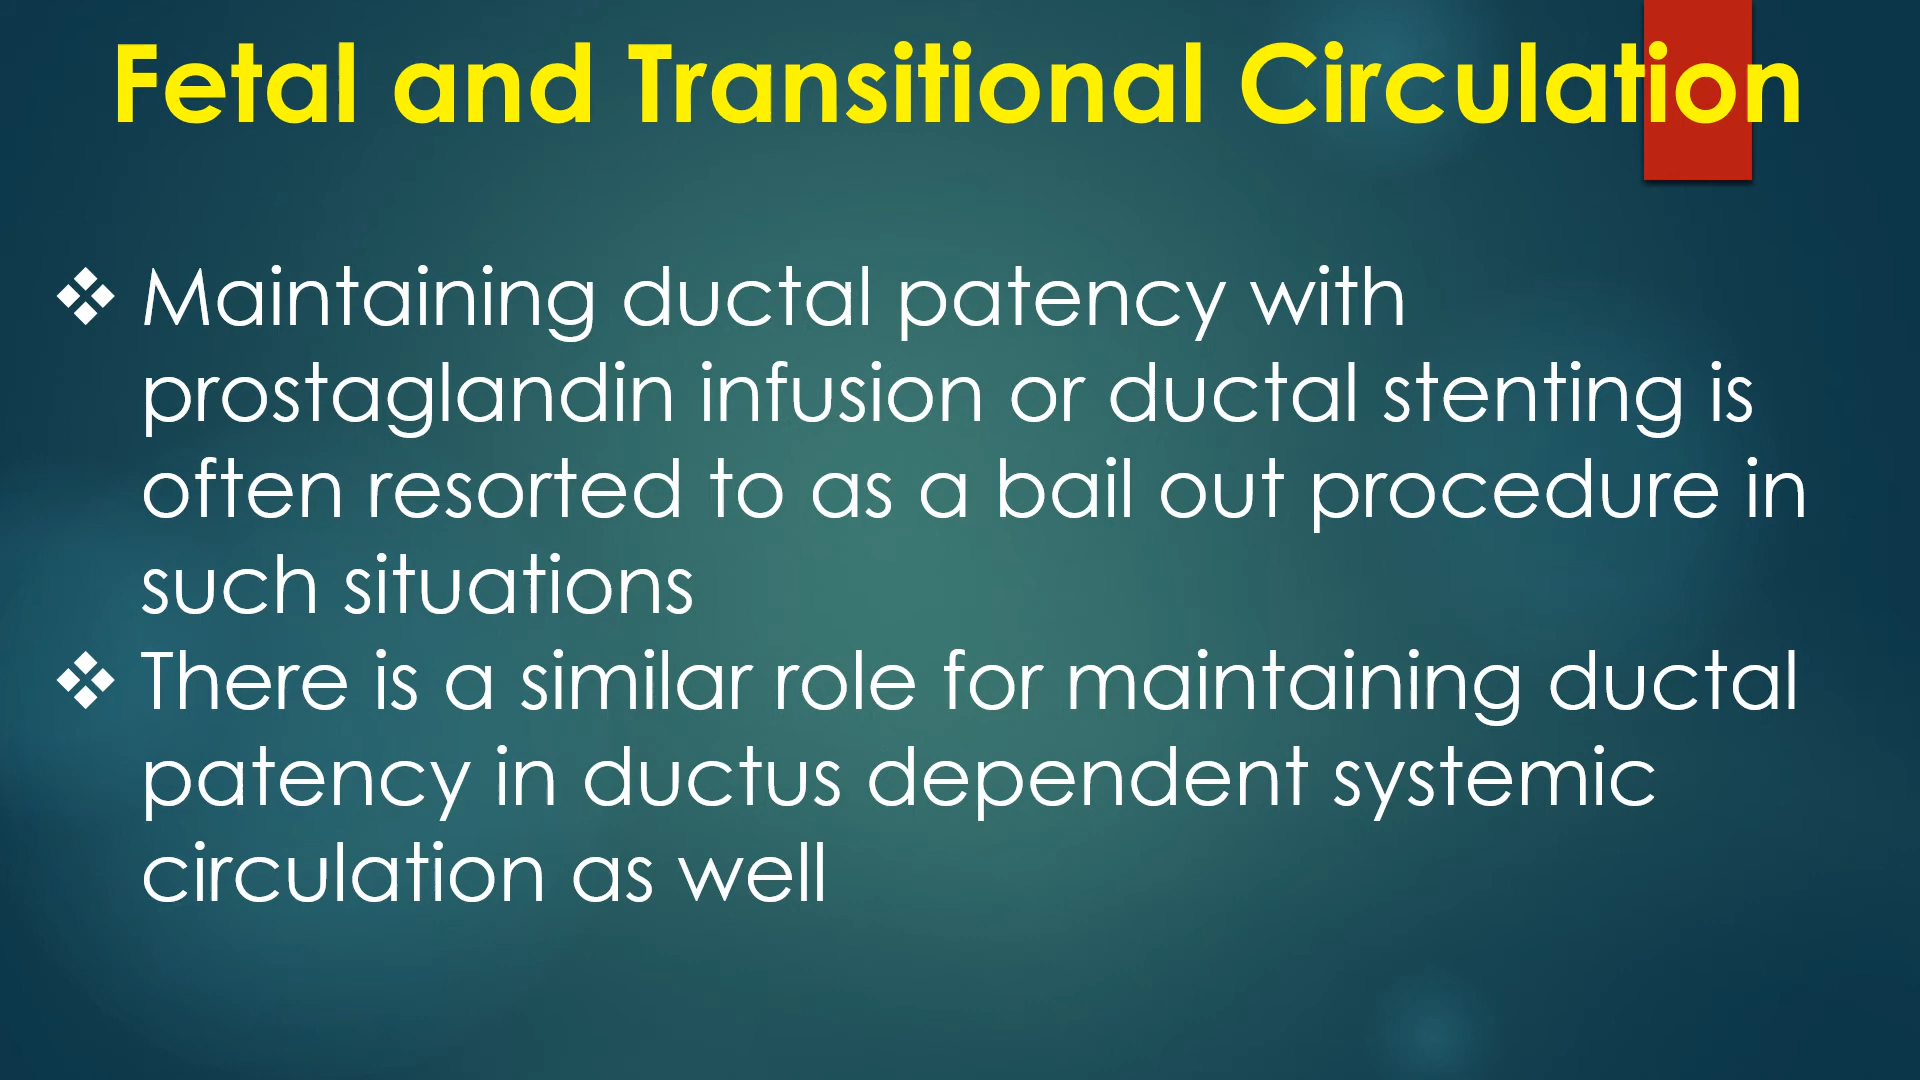 Fetal and Transitional Circulation
❖ Maintaining ductal patency with
prostaglandin infusion or ductal stenting is
often resorted to as a bail out procedure in
such situations
❖ There is a similar role for maintaining ductal
patency in ductus dependent systemic
circulation as well